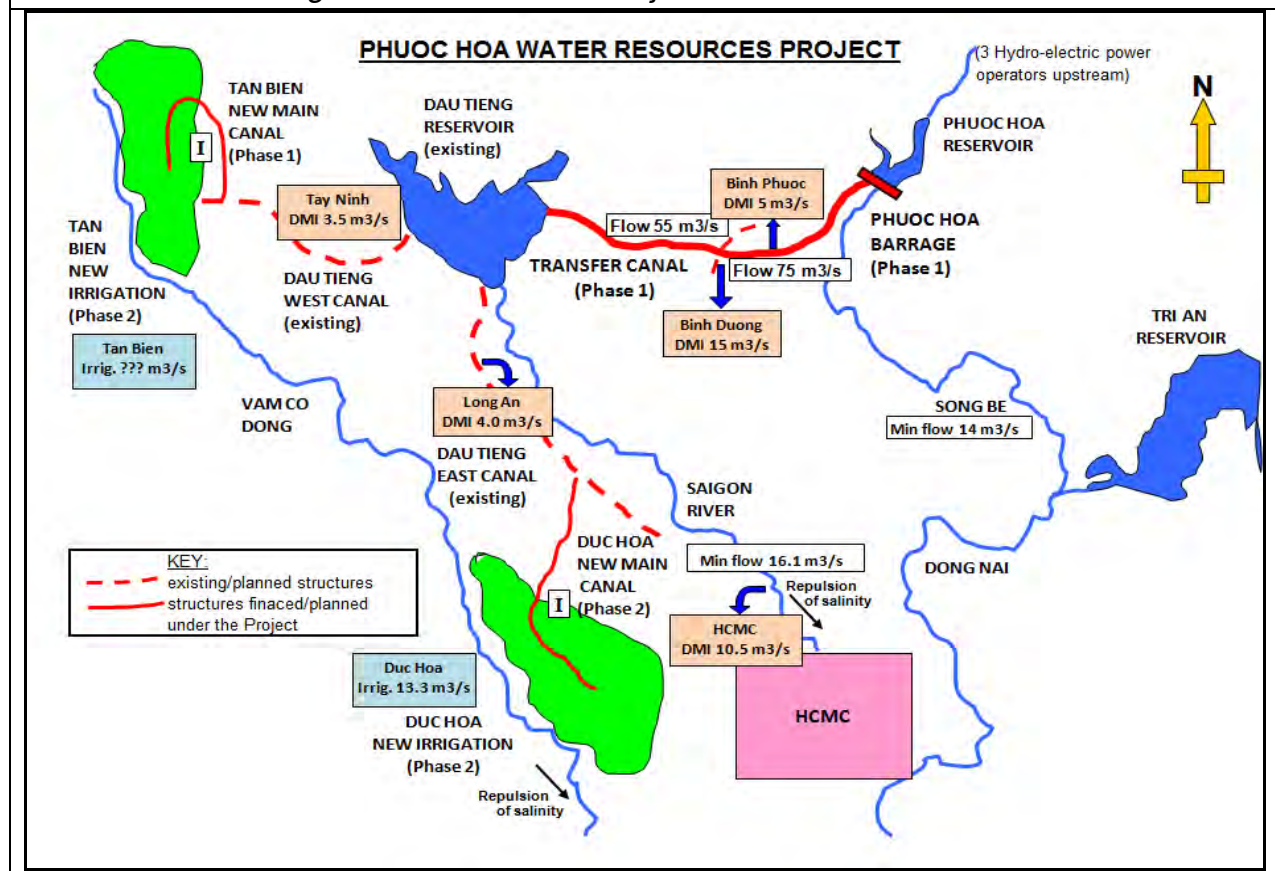 PHUOC HOA WATER RESOURCES PROJECT
(3 Hydro-electric power
operators upstream)
N
TAN BIEN
NEW MAIN
CANAL
(Phase 1)
I
DAU TIENG
RESERVOIR
(existing)
PHUOC HOA
RESERVOIR
Binh Phuoc
DMI 5 m3/s
Tay Ninh
DMI 3.5 m3/s
Flow 55 m3/s
PHUOC HOA
BARRAGE
(Phase 1)
TAN
BIEN
NEW
IRRIGATION
(Phase 2)
DAU TIENG
WEST CANAL
(existing)
TRANSFER CANAL
(Phase 1)
Flow 75 m3/s
Binh Duong
DMI 15 m3/s
TRI AN
RESERVOIR
Tan Bien
Irrig. ??? m3/s
VAM CO
DONG
Long An
DMI 4.0 m3/s
SONG BE
Min flow 14 m3/s
DAU TIENG
EAST CANAL
(existing)
SAIGON
RIVER
KEY:
existing/planned structures
structures finaced/planned
under the Project
DUC HOA
NEW MAIN
CANAL
(Phase 2)
I
Min flow 16.1 m3/s
Repulsion
of salinity
DONG NAI
HCMC
DMI 10.5 m3/s
Duc Hoa
Irrig. 13.3 m3/s
HCMC
DUC HOA
NEW IRRIGATION
(Phase 2)
Repulsion
of salinity